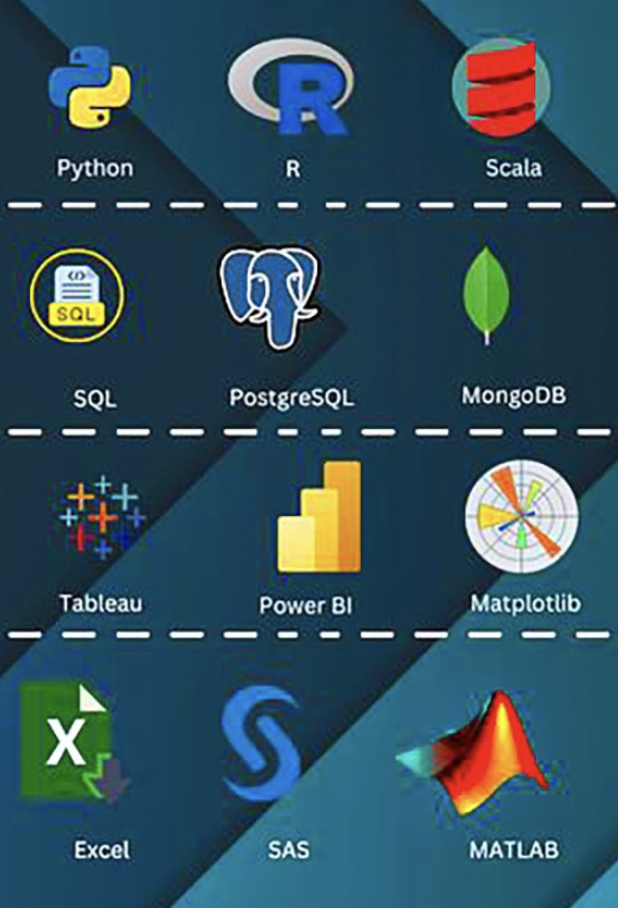 Python R Scala
</>
SQL
SQL PostgreSQL MongoDB
Tableau Power BI Matplotlib
X
Excel SAS MATLAB